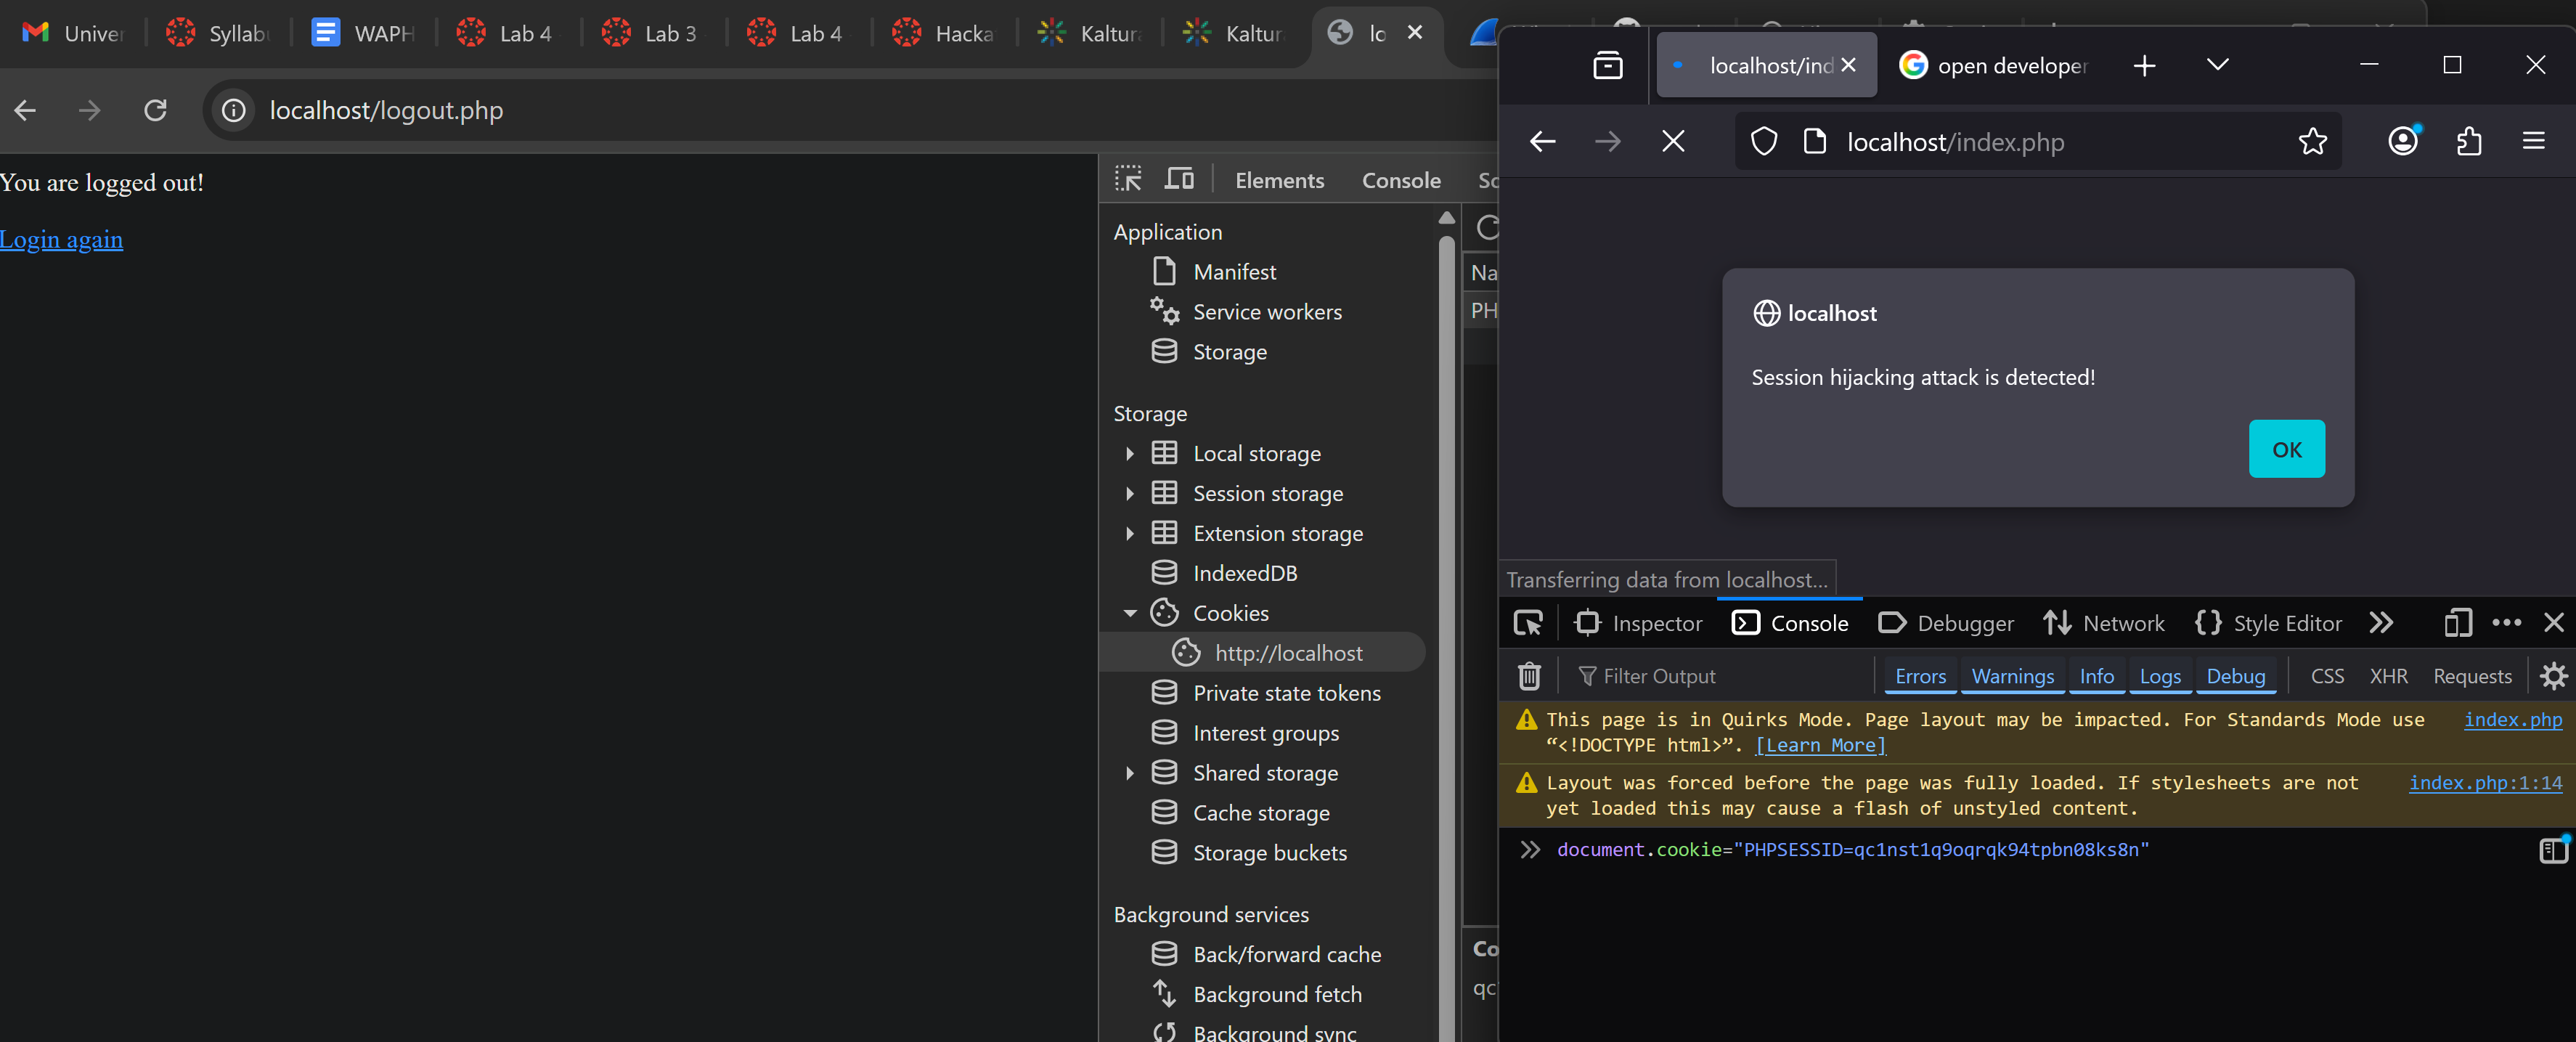 Univer
Syllabu
WAPH
Lab 4
Lab 3
Lab 4
Hacka
Kaltura
Kaltur
lo
localhost/logout.php
You are logged out!
Login again
Elements
Console
So
Application
Manifest
Service workers
Storage
Storage
Local storage
Session storage
Extension storage
IndexedDB
Cookies
http://localhost
Private state tokens
Interest groups
Shared storage
Cache storage
Storage buckets
Background services
Back/forward cache
Background fetch
Background sync
Na
PH
Co
qc
localhost/ind
open developer
localhost/index.php
localhost
Session hijacking attack is detected!
OK
Transferring data from localhost...
Inspector
Console
Debugger
Network
Style Editor
Filter Output
Errors
Warnings
Info
Logs
Debug
CSS
XHR
Requests
This page is in Quirks Mode. Page layout may be impacted. For Standards Mode use index.php
“<!DOCTYPE html>”. [Learn More]
Layout was forced before the page was fully loaded. If stylesheets are not index.php:1:14
yet loaded this may cause a flash of unstyled content.
document.cookie="PHPSESSID=qc1nst1q9oqrqk94tpbn08ks8n"